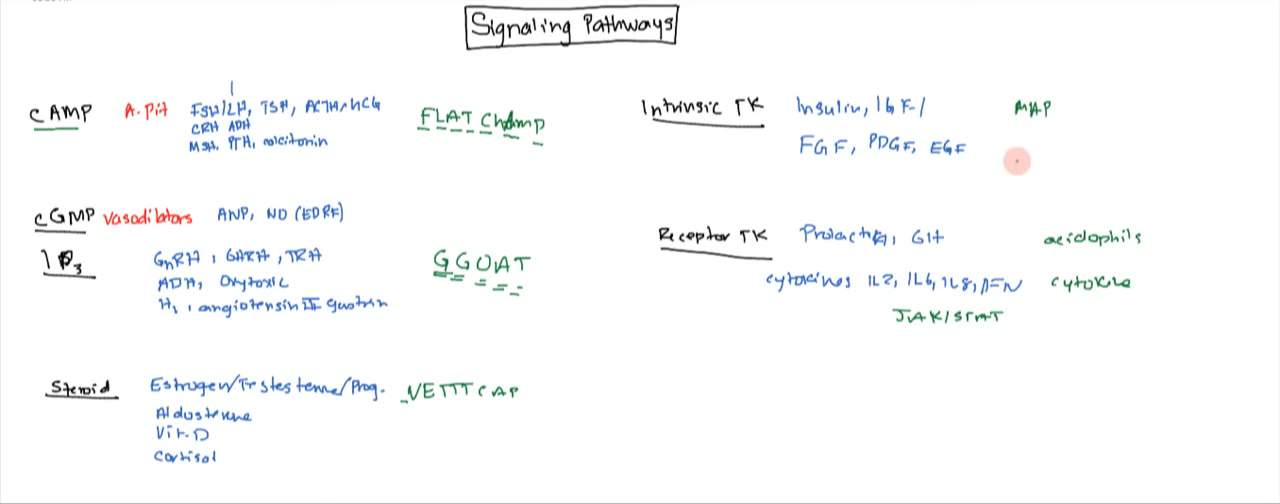 Signaling Pathways
cAMP A.pit FSH/LH, TSH, ACTH, hCG
CRH ADH
MSH, PTH, calcitonin
FLAT ChAmp
cGMP vasodilators ANP, NO (EDRF)
IP3 GnRH, GHRH, TRH
ADH, Oxytoxic
H1, angiotensin II gastrin
GGOAT
Steroid Estrogen/Testosterone/Prog. VETTT CAP
Aldosterone
Vit. D
Cortisol
Intrinsic TK Insulin, IGF1 MAP
FGF, PDGF, EGF
Receptor TK Prolactin, GH acidophils
cytokines IL2, IL6, IL8, IFN cytokine
JAK/STAT